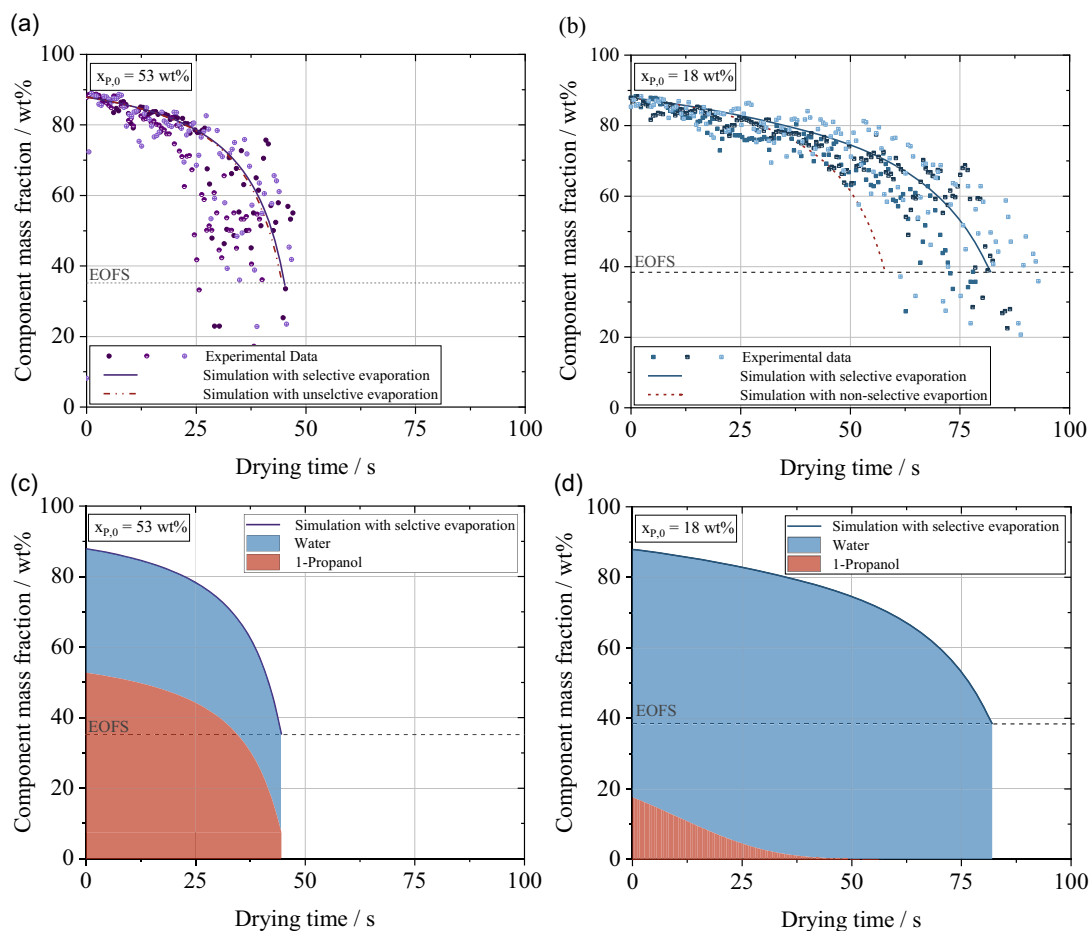 (a)
Component mass fraction / wt%
100
80
60
40
20
0
x_P,0 = 53 wt%
EOFS
Experimental Data
Simulation with selective evaporation
Simulation with unselctive evaporation
0 25 50 75 100
Drying time / s
(b)
Component mass fraction / wt%
100
80
60
40
20
0
x_P,0 = 18 wt%
EOFS
Experimental data
Simulation with selective evaporation
Simulation with non-selective evaportion
0 25 50 75 100
Drying time / s
(c)
Component mass fraction / wt%
100
80
60
40
20
0
x_P,0 = 53 wt%
Simulation with selctive evaporation
Water
1-Propanol
EOFS
0 25 50 75 100
Drying time / s
(d)
Component mass fraction / wt%
100
80
60
40
20
0
x_P,0 = 18 wt%
Simulation with selective evaporation
Water
1-Propanol
EOFS
0 25 50 75 100
Drying time / s